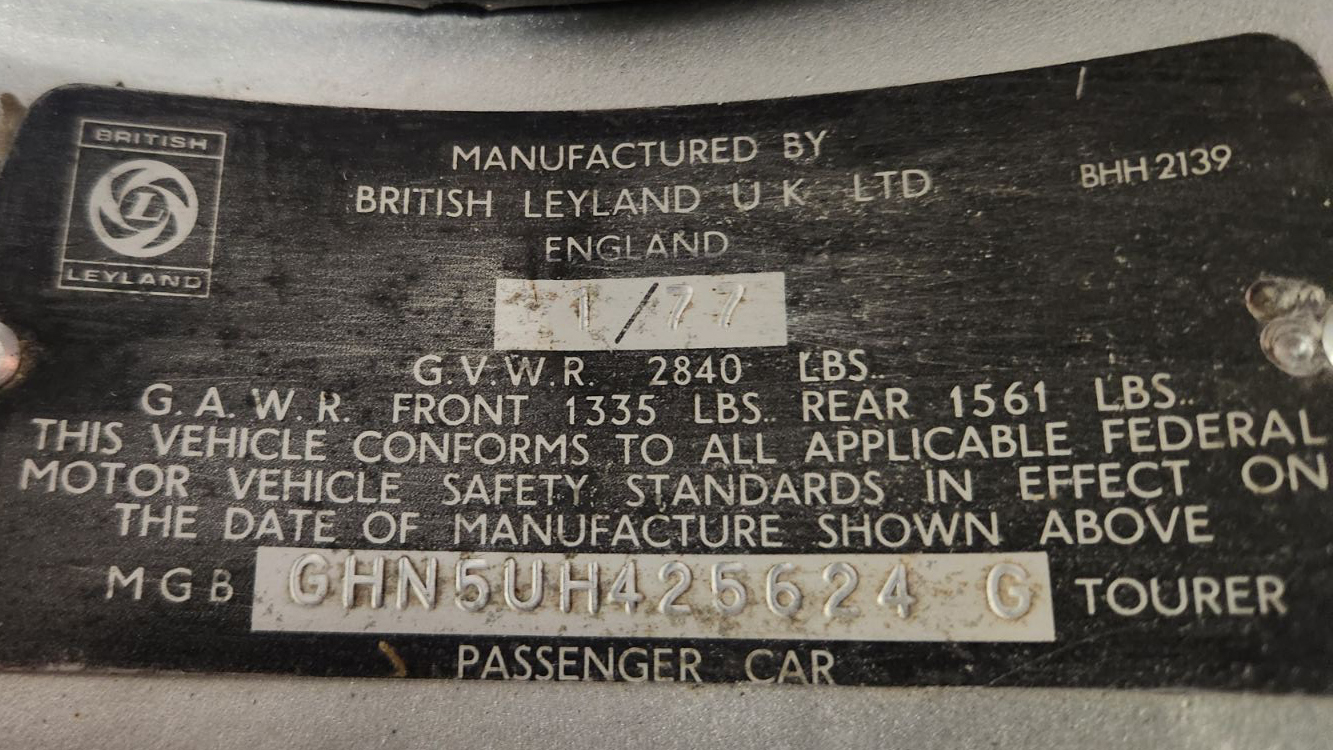 BRITISH
L
LEYLAND
MANUFACTURED BY
BRITISH LEYLAND U K LTD
ENGLAND
BHH 2139
1/77
G.V.W.R. 2840 LBS..
G.A.W.R. FRONT 1335 LBS.. REAR 1561 LBS..
THIS VEHICLE CONFORMS TO ALL APPLICABLE FEDERAL
MOTOR VEHICLE SAFETY STANDARDS IN EFFECT ON
THE DATE OF MANUFACTURE SHOWN ABOVE
MGB GHN5UH425624 G TOURER
PASSENGER CAR